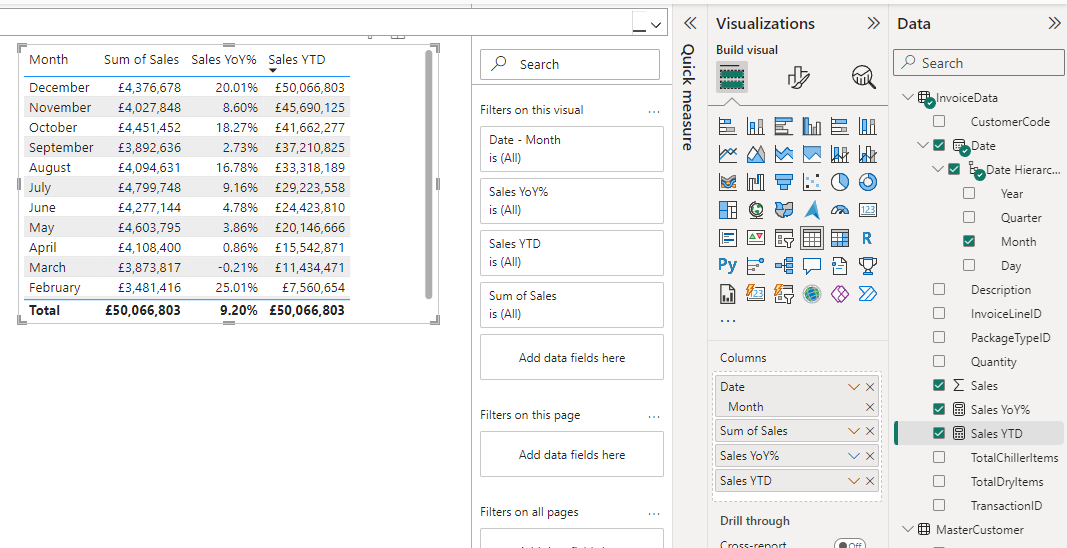 Month Sum of Sales Sales YoY% Sales YTD
December £4,376,678 20.01% £50,066,803
November £4,027,848 8.60% £45,690,125
October £4,451,452 18.27% £41,662,277
September £3,892,636 2.73% £37,210,825
August £4,094,631 16.78% £33,318,189
July £4,799,748 9.16% £29,223,558
June £4,277,144 4.78% £24,423,810
May £4,603,795 3.86% £20,146,666
April £4,108,400 0.86% £15,542,871
March £3,873,817 -0.21% £11,434,471
February £3,481,416 25.01% £7,560,654
Total £50,066,803 9.20% £50,066,803
Search
Filters on this visual ...
Date - Month
is (All)
Sales YoY%
is (All)
Sales YTD
is (All)
Sum of Sales
is (All)
Add data fields here
Filters on this page ...
Add data fields here
Filters on all pages ...
Quick measure
Visualizations
Build visual
123
R
Py
123
...
Columns
Date
Month
Sum of Sales
Sales YoY%
Sales YTD
Drill through
Cross-report
Off
Data
Search
InvoiceData
CustomerCode
Date
Date Hierarc...
Year
Quarter
Month
Day
Description
InvoiceLineID
PackageTypeID
Quantity
Sales
Sales YoY%
Sales YTD
TotalChillerItems
TotalDryItems
TransactionID
MasterCustomer